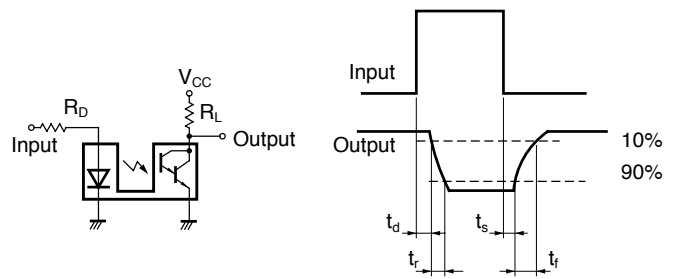 V_CC
R_D
R_L
Input
Output
Input
Output
10%
90%
t_d
t_s
t_r
t_f